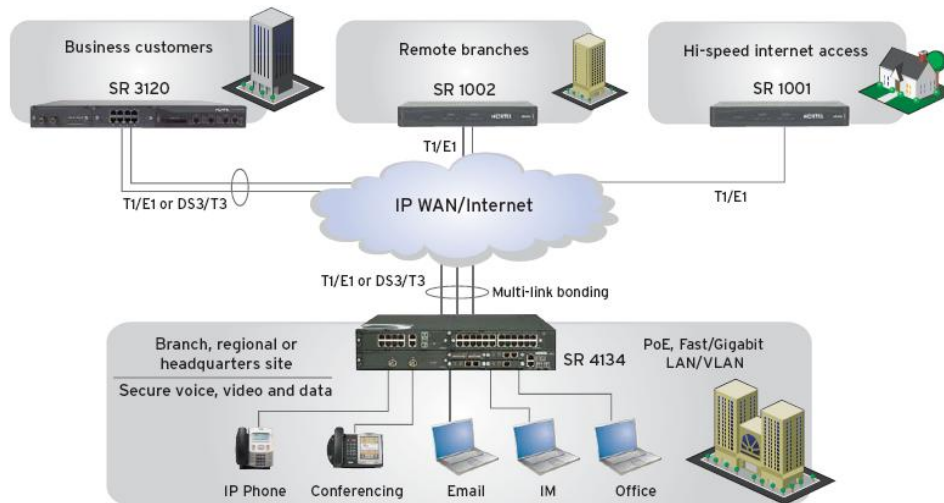 Business customers
SR 3120
Remote branches
SR 1002
Hi-speed internet access
SR 1001
T1/E1
T1/E1 or DS3/T3
T1/E1
IP WAN/Internet
T1/E1 or DS3/T3
Multi-link bonding
Branch, regional or
headquarters site
Secure voice, video and data
SR 4134
PoE, Fast/Gigabit
LAN/VLAN
IP Phone
Conferencing
Email
IM
Office